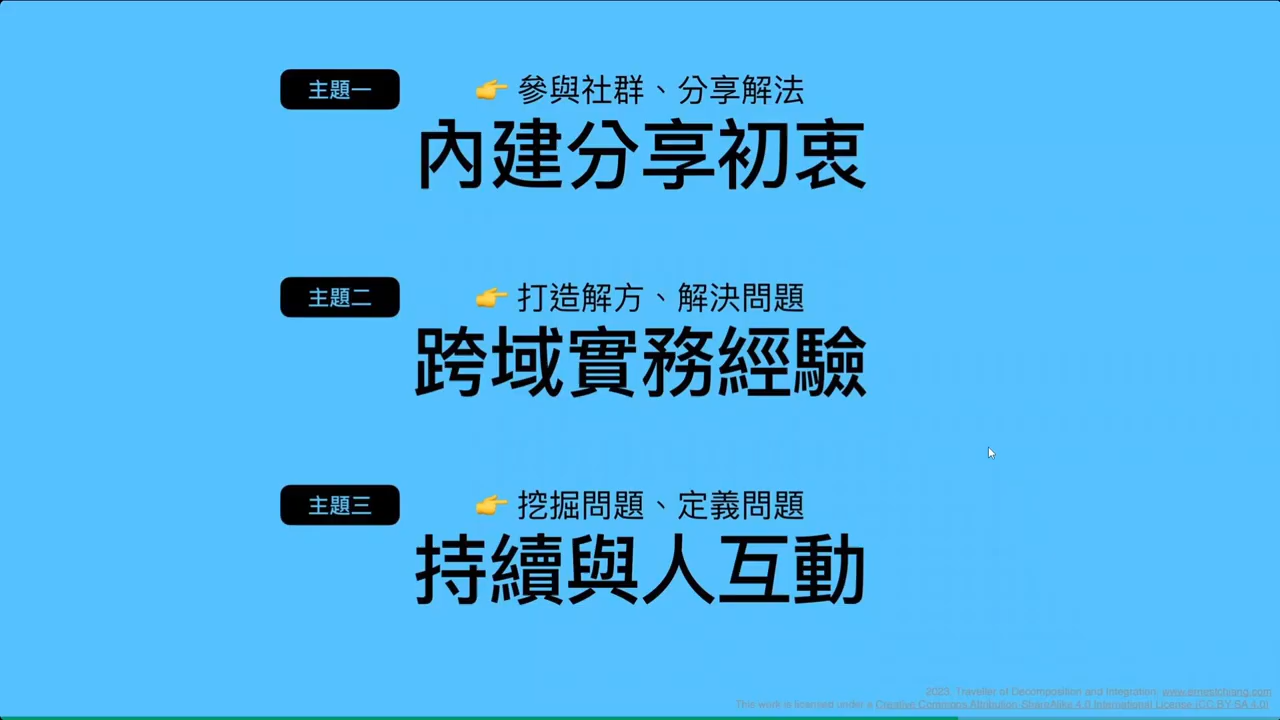 主題一
👉 參與社群、分享解法
內建分享初衷
主題二
👉 打造解方、解決問題
跨域實務經驗
主題三
👉 挖掘問題、定義問題
持續與人互動
2023. Traveller of Decomposition and Integration. www.ernestchiang.com
This work is licensed under a Creative Commons Attribution-ShareAlike 4.0 International License (CC BY-SA 4.0)